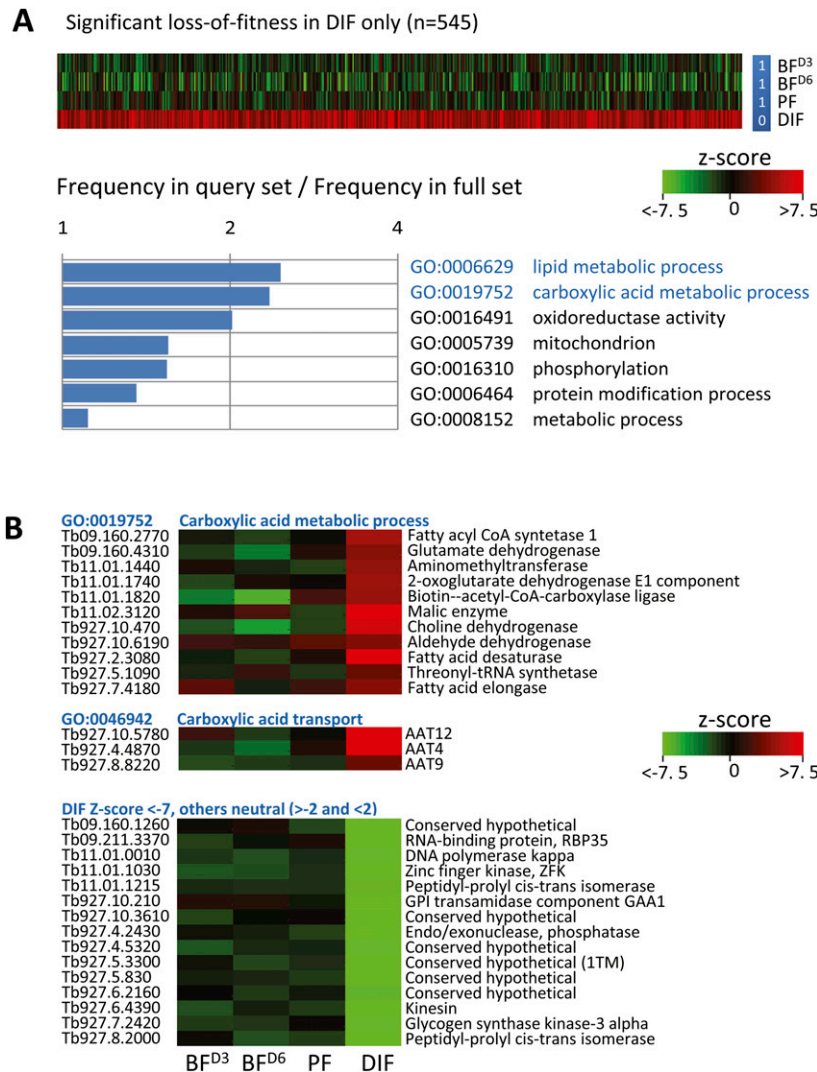 A
Significant loss-of-fitness in DIF only (n=545)
1 BF^D3
1 BF^D6
1 PF
0 DIF
z-score
<-7. 5 0 >7.5
Frequency in query set / Frequency in full set
1 2 4
GO:0006629 lipid metabolic process
GO:0019752 carboxylic acid metabolic process
GO:0016491 oxidoreductase activity
GO:0005739 mitochondrion
GO:0016310 phosphorylation
GO:0006464 protein modification process
GO:0008152 metabolic process
B
GO:0019752 Carboxylic acid metabolic process
Tb09.160.2770 Fatty acyl CoA syntetase 1
Tb09.160.4310 Glutamate dehydrogenase
Tb11.01.1440 Aminomethyltransferase
Tb11.01.1740 2-oxoglutarate dehydrogenase E1 component
Tb11.01.1820 Biotin--acetyl-CoA-carboxylase ligase
Tb11.02.3120 Malic enzyme
Tb927.10.470 Choline dehydrogenase
Tb927.10.6190 Aldehyde dehydrogenase
Tb927.2.3080 Fatty acid desaturase
Tb927.5.1090 Threonyl-tRNA synthetase
Tb927.7.4180 Fatty acid elongase
GO:0046942 Carboxylic acid transport
Tb927.10.5780 AAT12
Tb927.4.4870 AAT4
Tb927.8.8220 AAT9
z-score
<-7. 5 0 >7.5
DIF Z-score <-7, others neutral (>-2 and <2)
Tb09.160.1260 Conserved hypothetical
Tb09.211.3370 RNA-binding protein, RBP35
Tb11.01.0010 DNA polymerase kappa
Tb11.01.1030 Zinc finger kinase, ZFK
Tb11.01.1215 Peptidyl-prolyl cis-trans isomerase
Tb927.10.210 GPI transamidase component GAA1
Tb927.10.3610 Conserved hypothetical
Tb927.4.2430 Endo/exonuclease, phosphatase
Tb927.4.5320 Conserved hypothetical
Tb927.5.3300 Conserved hypothetical (1TM)
Tb927.5.830 Conserved hypothetical
Tb927.6.2160 Conserved hypothetical
Tb927.6.4390 Kinesin
Tb927.7.2420 Glycogen synthase kinase-3 alpha
Tb927.8.2000 Peptidyl-prolyl cis-trans isomerase
BF^D3 BF^D6 PF DIF